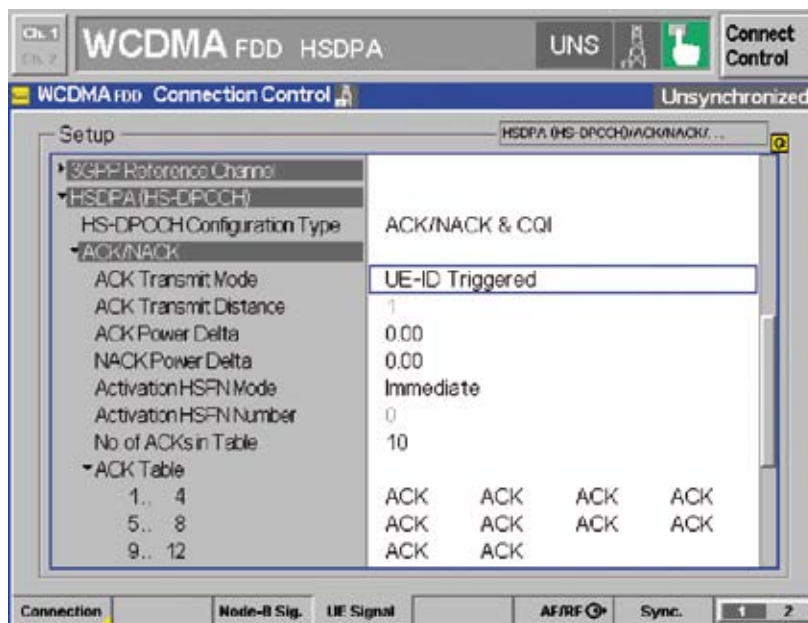 Ch. 1
Ch. 2
WCDMA FDD HSDPA
UNS
Connect Control
WCDMA FDD Connection Control
Unsynchronized
Setup
HSDPA (HS-DPCCH)/ACK/NACK/...
3GPP Reference Channel
HSDPA (HS-DPCCH)
HS-DPCCH Configuration Type ACK/NACK & CQI
ACK/NACK
ACK Transmit Mode UE-ID Triggered
ACK Transmit Distance 1
ACK Power Delta 0.00
NACK Power Delta 0.00
Activation HSFN Mode Immediate
Activation HSFN Number 0
No of ACKs in Table 10
ACK Table
1.. 4 ACK ACK ACK ACK
5.. 8 ACK ACK ACK ACK
9.. 12 ACK ACK
Connection Node-B Sig. UE Signal AF/RF Sync. 1 2